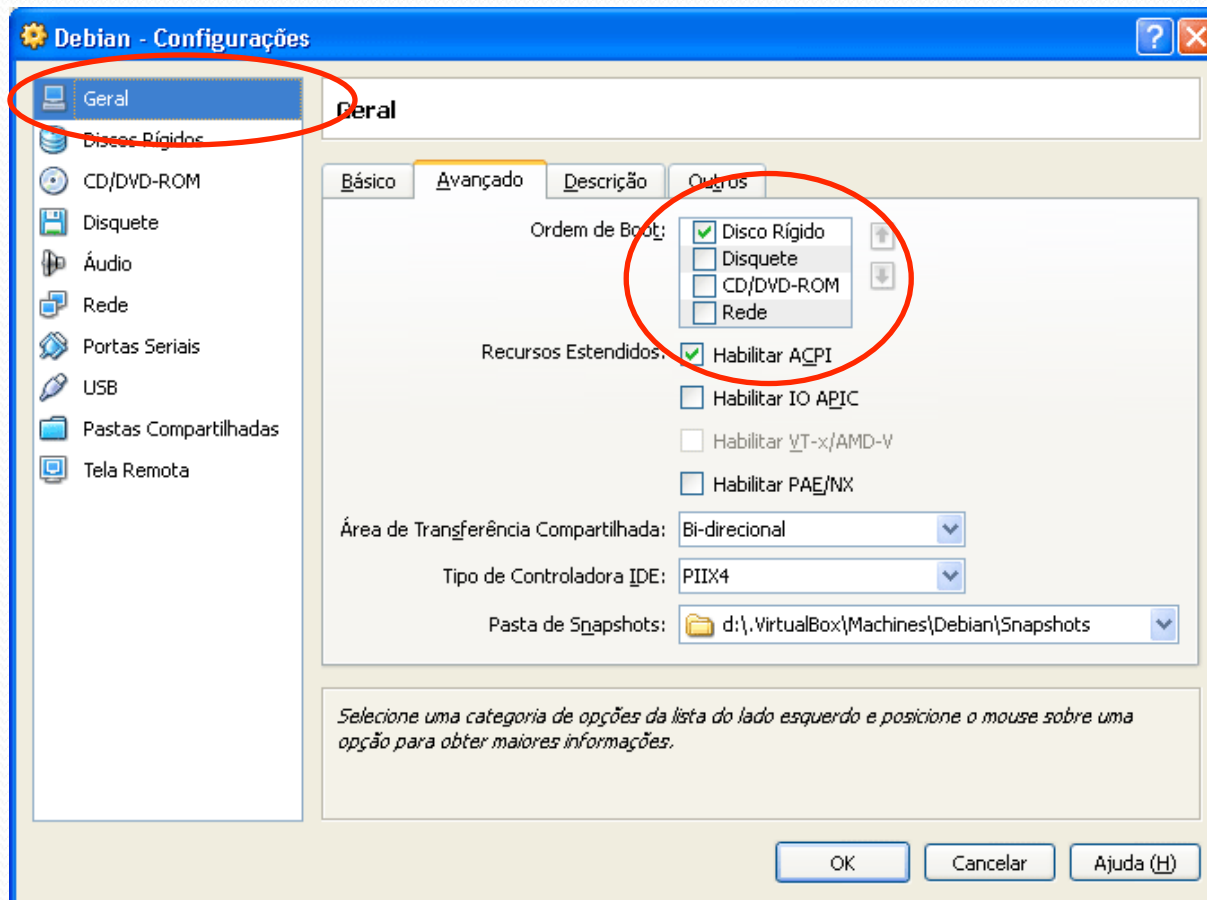 Debian - Configurações
Geral
Discos Rígidos
CD/DVD-ROM
Disquete
Áudio
Rede
Portas Seriais
USB
Pastas Compartilhadas
Tela Remota
Geral
Básico Avançado Descrição Outros
Ordem de Boot: Disco Rígido
Disquete
CD/DVD-ROM
Rede
Recursos Estendidos: Habilitar ACPI
Habilitar IO APIC
Habilitar VT-x/AMD-V
Habilitar PAE/NX
Área de Transferência Compartilhada: Bi-direcional
Tipo de Controladora IDE: PIIX4
Pasta de Snapshots: d:\.VirtualBox\Machines\Debian\Snapshots
Selecione uma categoria de opções da lista do lado esquerdo e posicione o mouse sobre uma
opção para obter maiores informações.
OK Cancelar Ajuda (H)